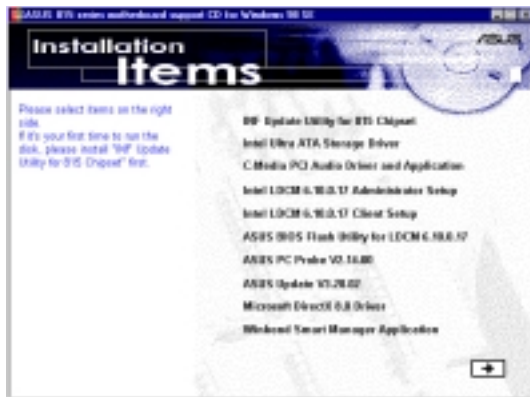 ASUS 815 series motherboard support CD for Windows 98 SE
ASUS
Installation
Items
Please select items on the right
side.
If it's your first time to run the
disk, please install "INF Update
Utility for 815 Chipset" first.
INF Update Utility for 815 Chipset
Intel Ultra ATA Storage Driver
C-Media PCI Audio Driver and Application
Intel LDCM 6.10.0.17 Administrator Setup
Intel LDCM 6.10.0.17 Client Setup
ASUS BIOS Flash Utility for LDCM 6.10.0.17
ASUS PC Probe V2.14.00
ASUS Update V3.20.02
Microsoft DirectX 8.0 Driver
Winbond Smart Manager Application